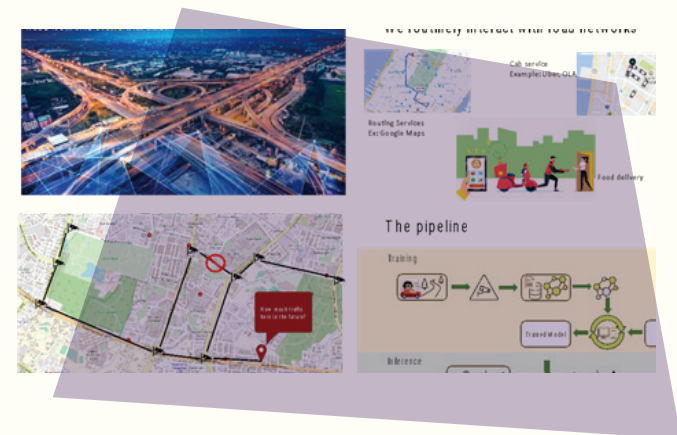 We routinely interact with road networks
Cab service
Example: Uber, OLA
Routing Services
Ex: Google Maps
Food delivery
How much traffic
here in the future?
The pipeline
Training
Trained Model
Inference